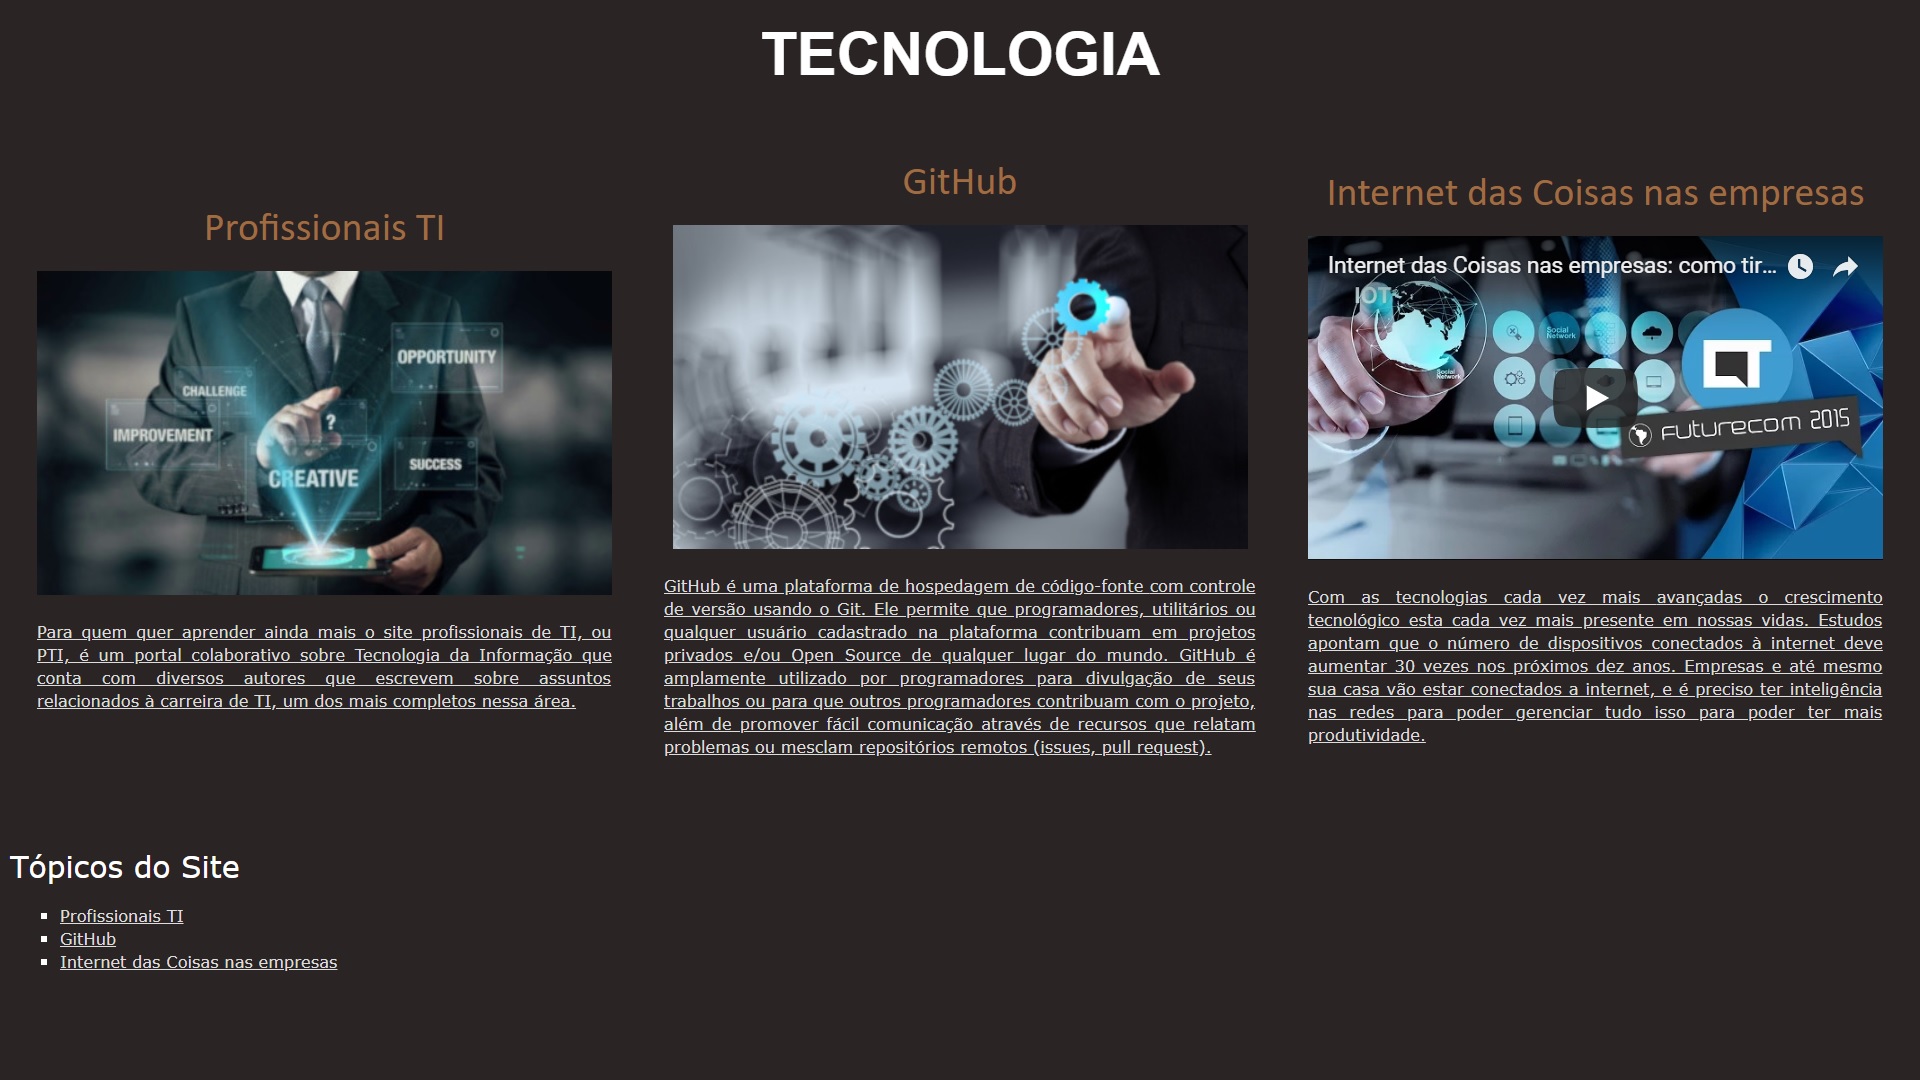 TECNOLOGIA
Profissionais TI
OPPORTUNITY
CHALLENGE
?
IMPROVEMENT
CREATIVE
SUCCESS
Para quem quer aprender ainda mais o site profissionais de TI, ou
PTI, é um portal colaborativo sobre Tecnologia da Informação que
conta com diversos autores que escrevem sobre assuntos
relacionados à carreira de TI, um dos mais completos nessa área.
GitHub
GitHub é uma plataforma de hospedagem de código-fonte com controle
de versão usando o Git. Ele permite que programadores, utilitários ou
qualquer usuário cadastrado na plataforma contribuam em projetos
privados e/ou Open Source de qualquer lugar do mundo. GitHub é
amplamente utilizado por programadores para divulgação de seus
trabalhos ou para que outros programadores contribuam com o projeto,
além de promover fácil comunicação através de recursos que relatam
problemas ou mesclam repositórios remotos (issues, pull request).
Internet das Coisas nas empresas
Internet das Coisas nas empresas: como tir...
IOT
Social
Network
Social
Network
CT
FUTURECOM 2015
Com as tecnologias cada vez mais avançadas o crescimento
tecnológico esta cada vez mais presente em nossas vidas. Estudos
apontam que o número de dispositivos conectados à internet deve
aumentar 30 vezes nos próximos dez anos. Empresas e até mesmo
sua casa vão estar conectados a internet, e é preciso ter inteligência
nas redes para poder gerenciar tudo isso para poder ter mais
produtividade.
Tópicos do Site
Profissionais TI
GitHub
Internet das Coisas nas empresas